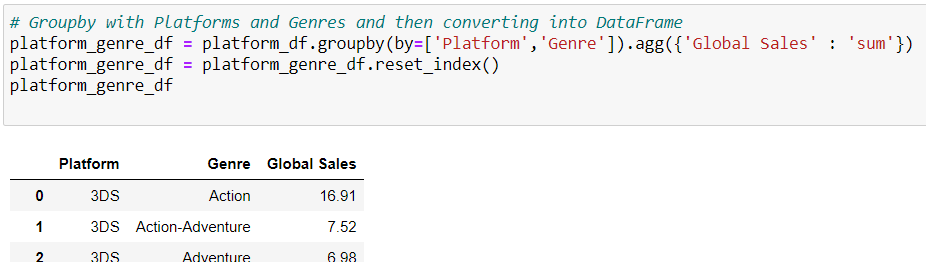 # Groupby with Platforms and Genres and then converting into DataFrame
platform_genre_df = platform_df.groupby(by=['Platform','Genre']).agg({'Global Sales' : 'sum'})
platform_genre_df = platform_genre_df.reset_index()
platform_genre_df
Platform Genre Global Sales
0 3DS Action 16.91
1 3DS Action-Adventure 7.52
2 3DS Adventure 6.98